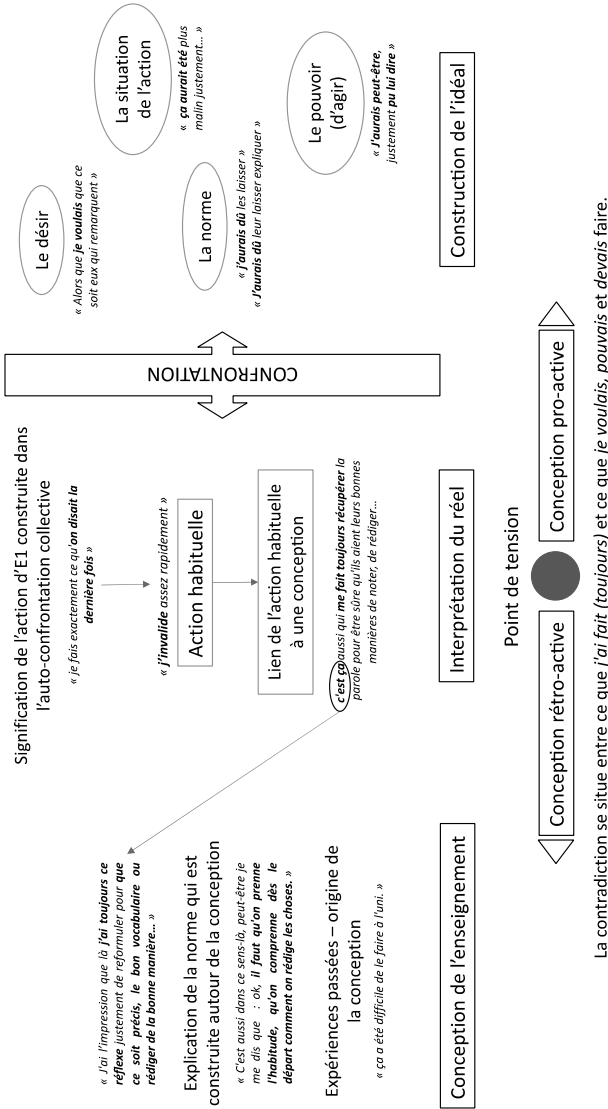 « J'ai l'impression que là j'ai toujours ce
réflexe justement de reformuler pour que
ce soit précis, le bon vocabulaire ou
rédiger de la bonne manière... »
Explication de la norme qui est
construite autour de la conception
« C'est aussi dans ce sens-là, peut-être je
me dis que : ok, il faut qu'on prenne
l'habitude, qu'on comprenne dès le
départ comment on rédige les choses. »
Expériences passées – origine de
la conception
« ça a été difficile de le faire à l'uni. »
Conception de l'enseignement
Signification de l'action d'E1 construite dans
l'auto-confrontation collective
« je fais exactement ce qu'on disait la
dernière fois »
« j'invalide assez rapidement »
Action habituelle
Lien de l'action habituelle
à une conception
c'est ça aussi qui me fait toujours récupérer la
parole pour être sûre qu'ils aient leurs bonnes
manières de noter, de rédiger...
Interprétation du réel
CONFRONTATION
Le désir
« Alors que je voulais que ce
soit eux qui remarquent »
La situation
de l'action
« ça aurait été plus
malin justement... »
La norme
« j'aurais dû les laisser »
« J'aurais dû leur laisser expliquer »
Le pouvoir
(d'agir)
« J'aurais peut-être,
justement pu lui dire »
Construction de l'idéal
Point de tension
Conception rétro-active
Conception pro-active
La contradiction se situe entre ce que j'ai fait (toujours) et ce que je voulais, pouvais et devais faire.